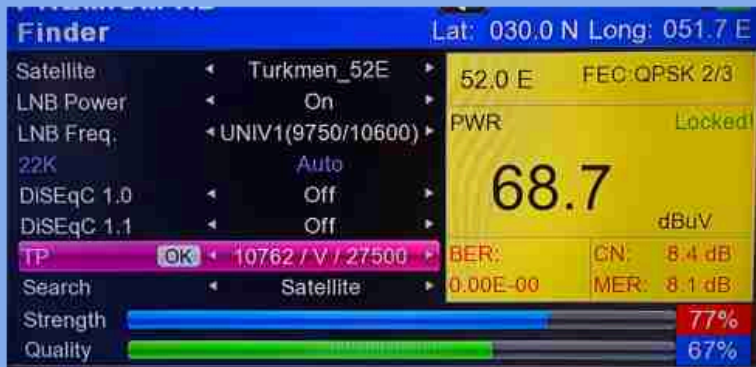 Finder Lat: 030.0 N Long: 051.7 E
Satellite Turkmen_52E
LNB Power On
LNB Freq. UNIV1(9750/10600)
22K Auto
DiSEqC 1.0 Off
DiSEqC 1.1 Off
TP OK 10762 / V / 27500
Search Satellite
Strength 77%
Quality 67%
52.0 E FEC:QPSK 2/3
PWR Locked!
68.7
dBuV
BER: CN: 8.4 dB
0.00E-00 MER: 8.1 dB